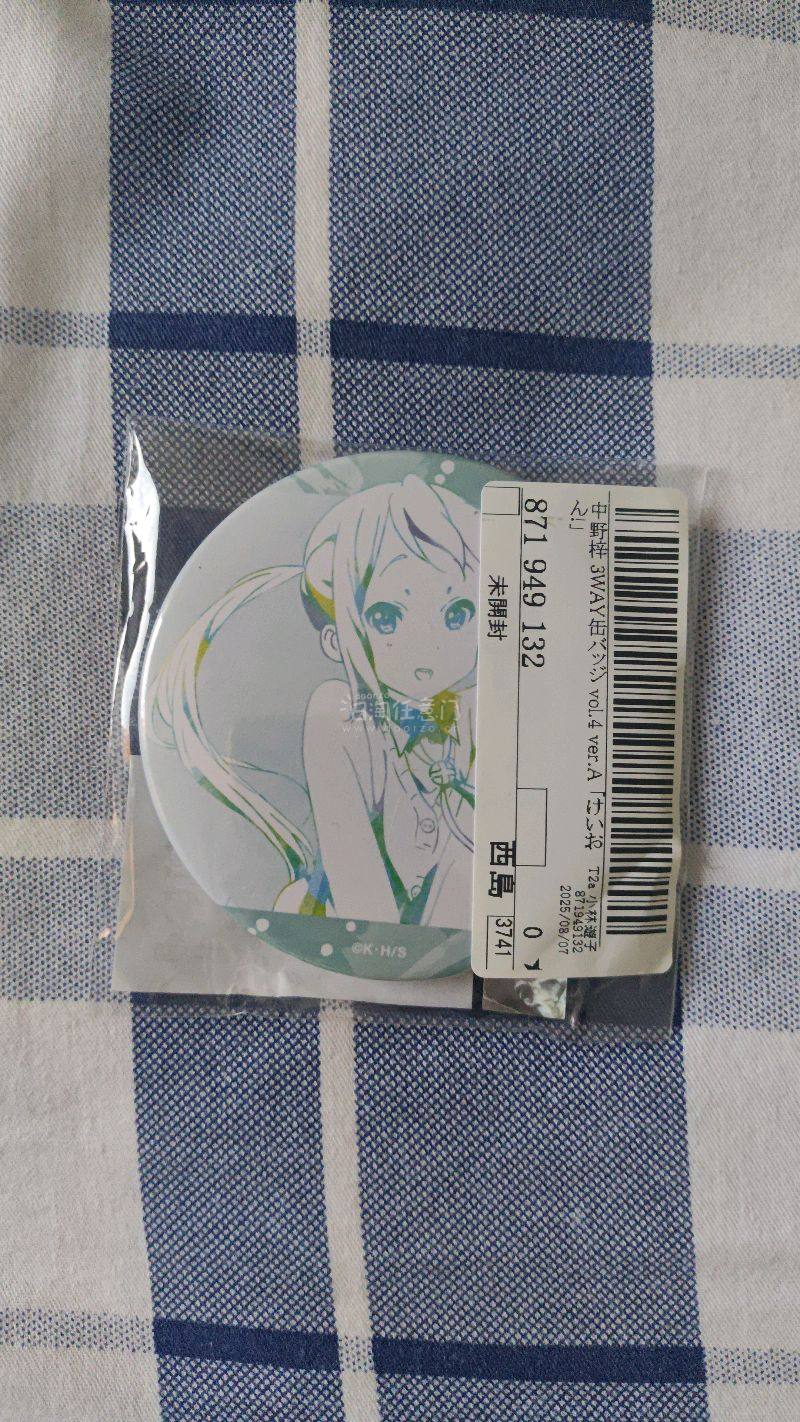 中野梓 3WAY缶バッジ vol.4 ver.A 「けいお
ん!」
T2a 小林遼子
871949132
2025/08/07
871 949 132
0
未開封
西島
3741
©K・H/S